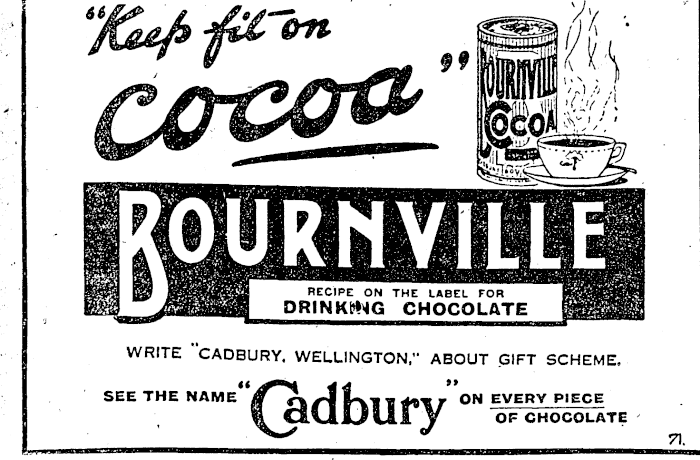 "Keep fit on
cocoa"
BOURNVILLE
COCOA
BOURNVILLE
RECIPE ON THE LABEL FOR
DRINKING CHOCOLATE
WRITE "CADBURY, WELLINGTON," ABOUT GIFT SCHEME.
SEE THE NAME "Cadbury" ON EVERY PIECE
OF CHOCOLATE
71.